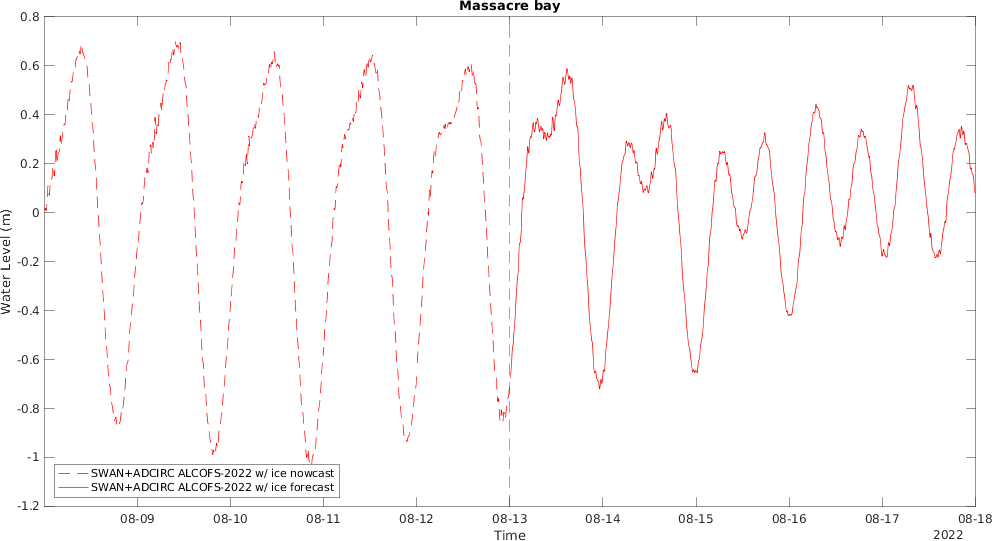 Massacre bay
0.8
0.6
0.4
0.2
0
-0.2
-0.4
-0.6
-0.8
-1
-1.2
Water Level (m)
SWAN+ADCIRC ALCOFS-2022 w/ ice nowcast
SWAN+ADCIRC ALCOFS-2022 w/ ice forecast
08-09 08-10 08-11 08-12 08-13 08-14 08-15 08-16 08-17 08-18
Time
2022